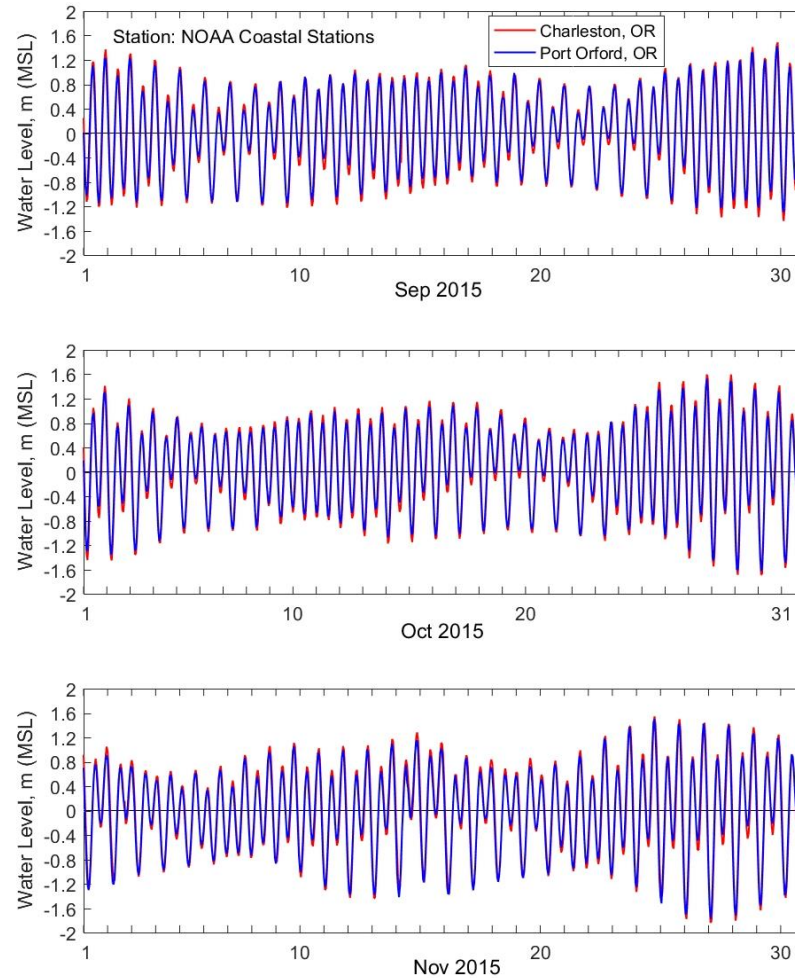 Station: NOAA Coastal Stations
Charleston, OR
Port Orford, OR
Water Level, m (MSL)
2
1.6
1.2
0.8
0.4
0
-0.4
-0.8
-1.2
-1.6
-2
1 10 20 30
Sep 2015
Water Level, m (MSL)
2
1.6
1.2
0.8
0.4
0
-0.4
-0.8
-1.2
-1.6
-2
1 10 20 31
Oct 2015
Water Level, m (MSL)
2
1.6
1.2
0.8
0.4
0
-0.4
-0.8
-1.2
-1.6
-2
1 10 20 30
Nov 2015